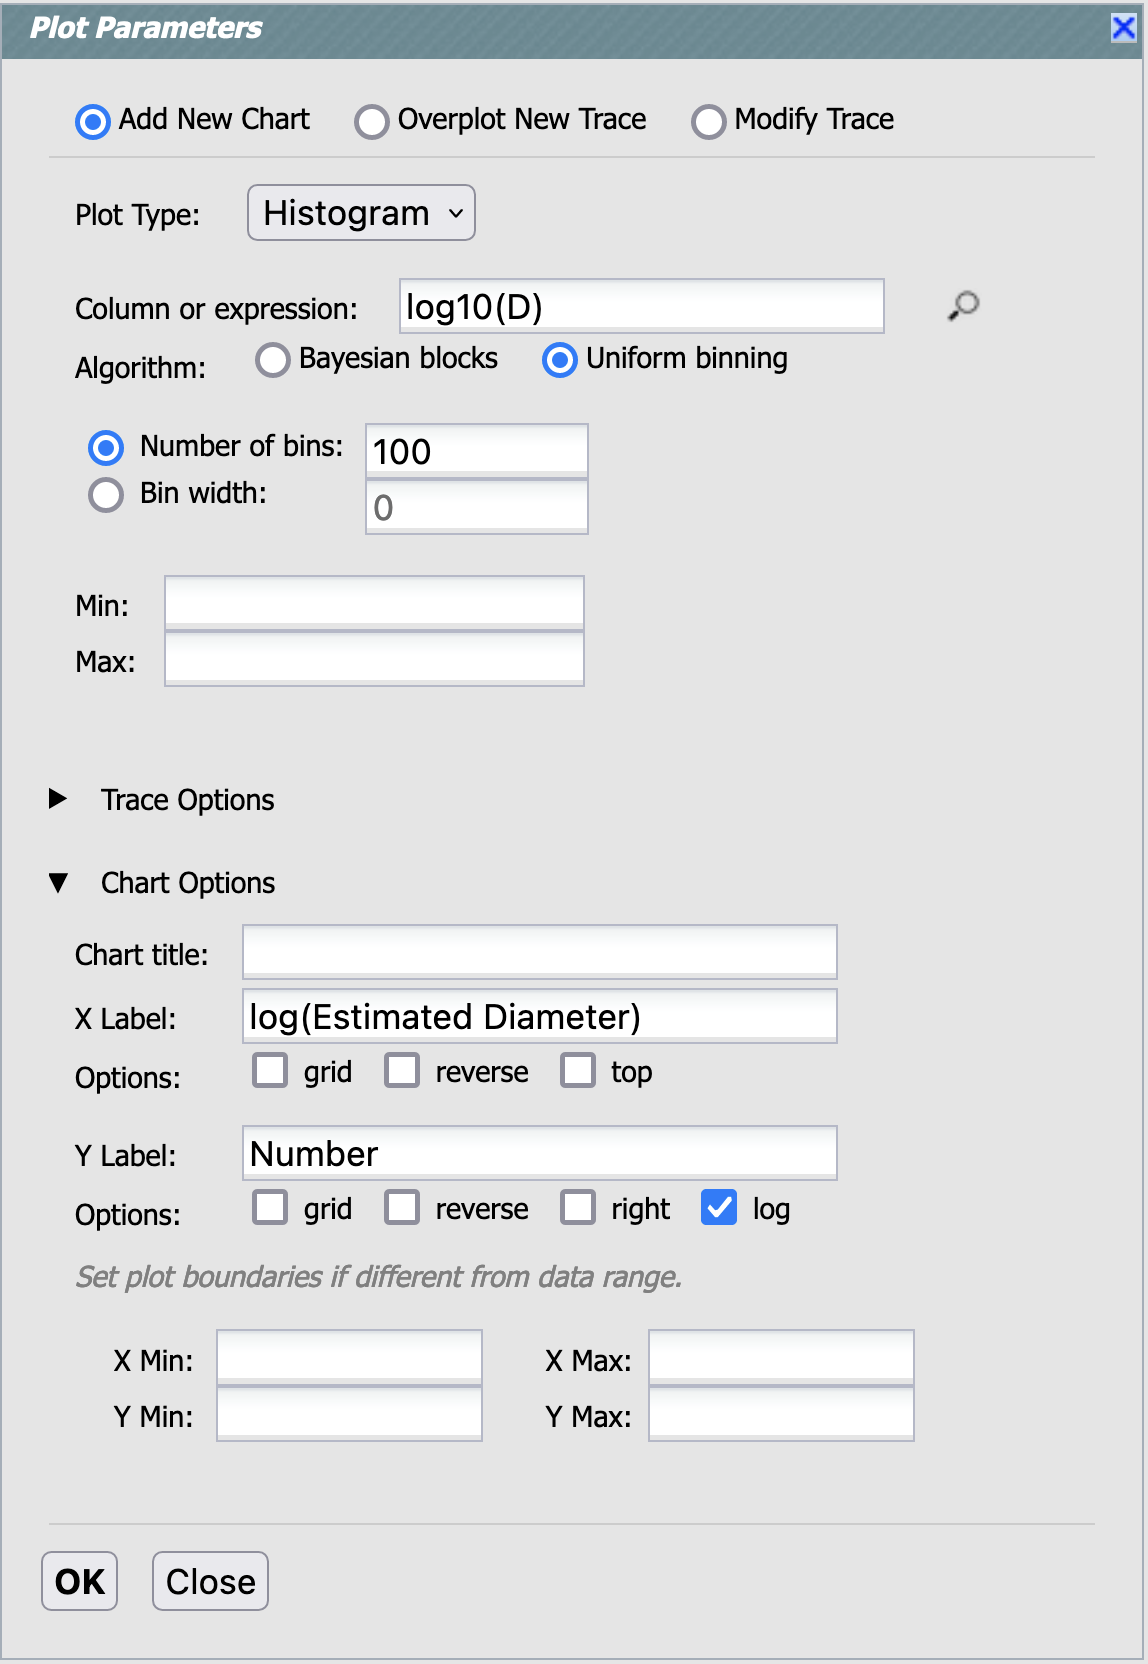 Plot Parameters
Add New Chart Overplot New Trace Modify Trace
Plot Type: Histogram
Column or expression: log10(D)
Algorithm: Bayesian blocks Uniform binning
Number of bins: 100
Bin width: 0
Min:
Max:
Trace Options
Chart Options
Chart title:
X Label: log(Estimated Diameter)
Options: grid reverse top
Y Label: Number
Options: grid reverse right log
Set plot boundaries if different from data range.
X Min: X Max:
Y Min: Y Max:
OK Close